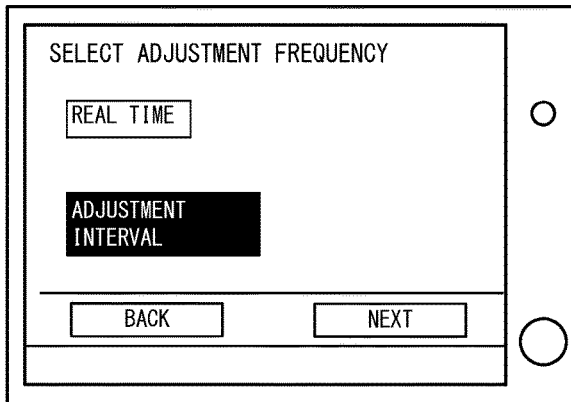 SELECT ADJUSTMENT FREQUENCY
REAL TIME
ADJUSTMENT
INTERVAL
BACK
NEXT